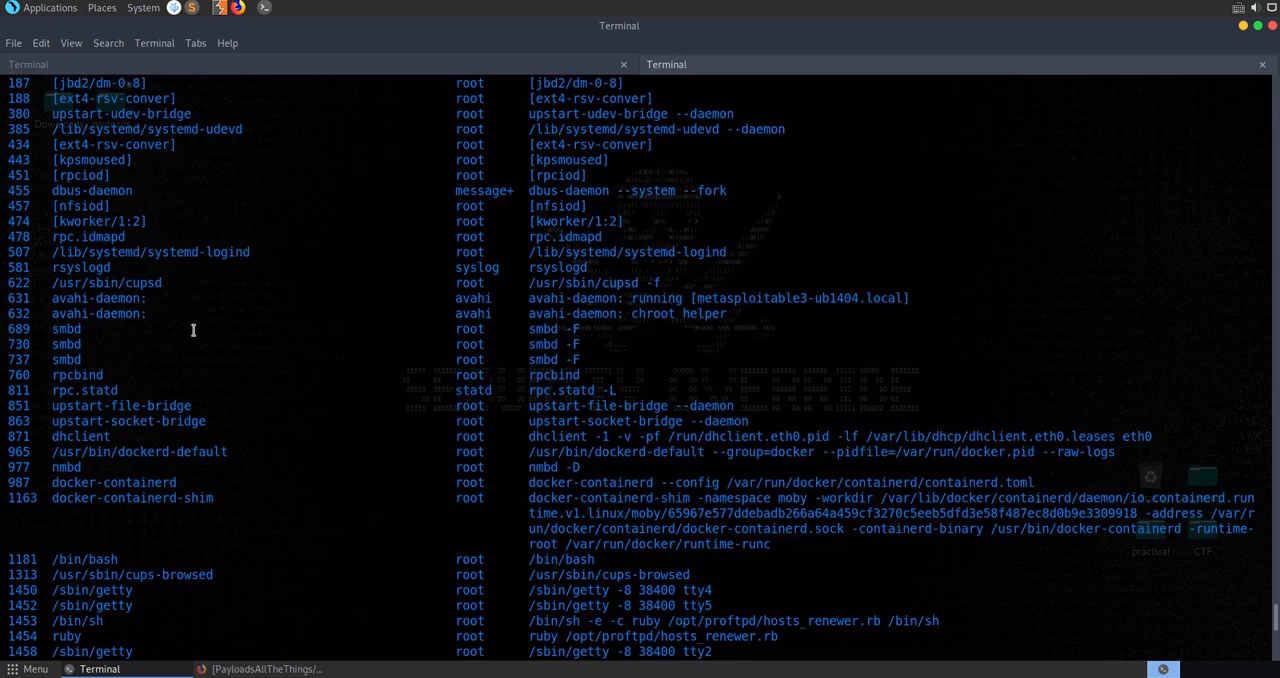 Applications Places System
Terminal
File Edit View Search Terminal Tabs Help
Terminal × Terminal ×
187 [jbd2/dm-0-8] root [jbd2/dm-0-8]
188 [ext4-rsv-conver] root [ext4-rsv-conver]
380 upstart-udev-bridge root upstart-udev-bridge --daemon
385 /lib/systemd/systemd-udevd root /lib/systemd/systemd-udevd --daemon
434 [ext4-rsv-conver] root [ext4-rsv-conver]
443 [kpsmoused] root [kpsmoused]
451 [rpciod] root [rpciod]
455 dbus-daemon message+ dbus-daemon --system --fork
457 [nfsiod] root [nfsiod]
474 [kworker/1:2] root [kworker/1:2]
478 rpc.idmapd root rpc.idmapd
507 /lib/systemd/systemd-logind root /lib/systemd/systemd-logind
581 rsyslogd syslog rsyslogd
622 /usr/sbin/cupsd root /usr/sbin/cupsd -f
631 avahi-daemon: avahi avahi-daemon: running [metasploitable3-ub1404.local]
632 avahi-daemon: avahi avahi-daemon: chroot helper
689 smbd root smbd -F
730 smbd root smbd -F
737 smbd root smbd -F
760 rpcbind root rpcbind
811 rpc.statd statd rpc.statd -L
851 upstart-file-bridge root upstart-file-bridge --daemon
863 upstart-socket-bridge root upstart-socket-bridge --daemon
871 dhclient root dhclient -1 -v -pf /run/dhclient.eth0.pid -lf /var/lib/dhcp/dhclient.eth0.leases eth0
965 /usr/bin/dockerd-default root /usr/bin/dockerd-default --group=docker --pidfile=/var/run/docker.pid --raw-logs
977 nmbd root nmbd -D
987 docker-containerd root docker-containerd --config /var/run/docker/containerd/containerd.toml
1163 docker-containerd-shim root docker-containerd-shim -namespace moby -workdir /var/lib/docker/containerd/daemon/io.containerd.run
time.v1.linux/moby/65967e577ddebadb266a64a459cf3270c5eeb5dfd3e58f487ec8d0b9e3309918 -address /var/r
un/docker/containerd/docker-containerd.sock -containerd-binary /usr/bin/docker-containerd -runtime-
root /var/run/docker/runtime-runc
1181 /bin/bash root /bin/bash
1313 /usr/sbin/cups-browsed root /usr/sbin/cups-browsed
1450 /sbin/getty root /sbin/getty -8 38400 tty4
1452 /sbin/getty root /sbin/getty -8 38400 tty5
1453 /bin/sh root /bin/sh -e -c ruby /opt/proftpd/hosts_renewer.rb /bin/sh
1454 ruby root ruby /opt/proftpd/hosts_renewer.rb
1458 /sbin/getty root /sbin/getty -8 38400 tty2
practical CTF
Menu Terminal [PayloadsAllTheThings/...